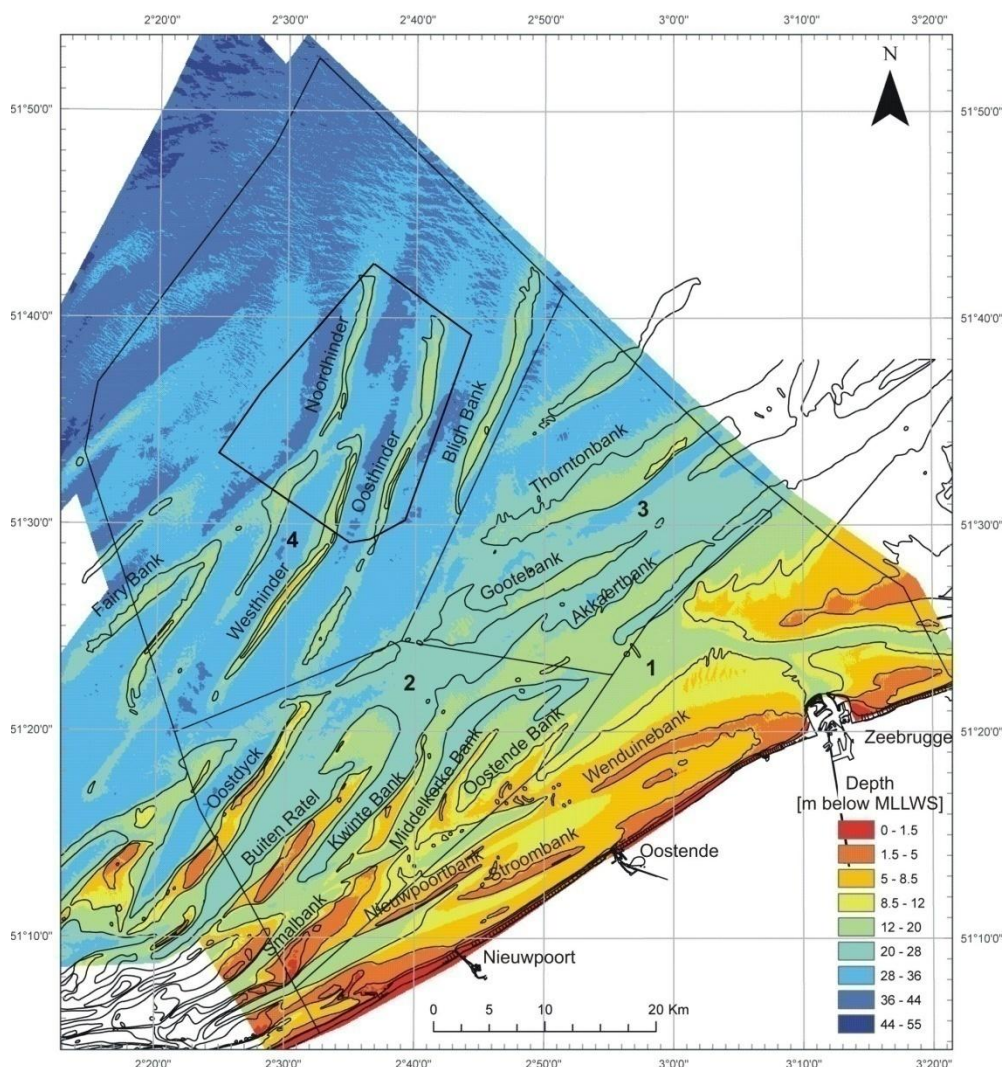 2°20'0" 2°30'0" 2°40'0" 2°50'0" 3°0'0" 3°10'0" 3°20'0"
N
51°50'0" 51°50'0"
51°40'0" 51°40'0"
Noordhinder
Oosthinder
Bligh Bank
Thorntonbank
51°30'0" 3 51°30'0"
4
Fairy Bank
Westhinder
Gootebank
Akkaertbank
2
1
51°20'0" 51°20'0"
Oostdyck
Buiten Ratel
Kwinte Bank
Middelkerke Bank
Oostende Bank
Wenduinebank
Zeebrugge
Smalbank
Nieuwpoortbank
Stroombank
Oostende
Nieuwpoort
51°10'0" 51°10'0"
Depth
[m below MLLWS]
0 - 1.5
1.5 - 5
5 - 8.5
8.5 - 12
12 - 20
20 - 28
28 - 36
36 - 44
44 - 55
0 5 10 20 Km
2°20'0" 2°30'0" 2°40'0" 2°50'0" 3°0'0" 3°10'0" 3°20'0"